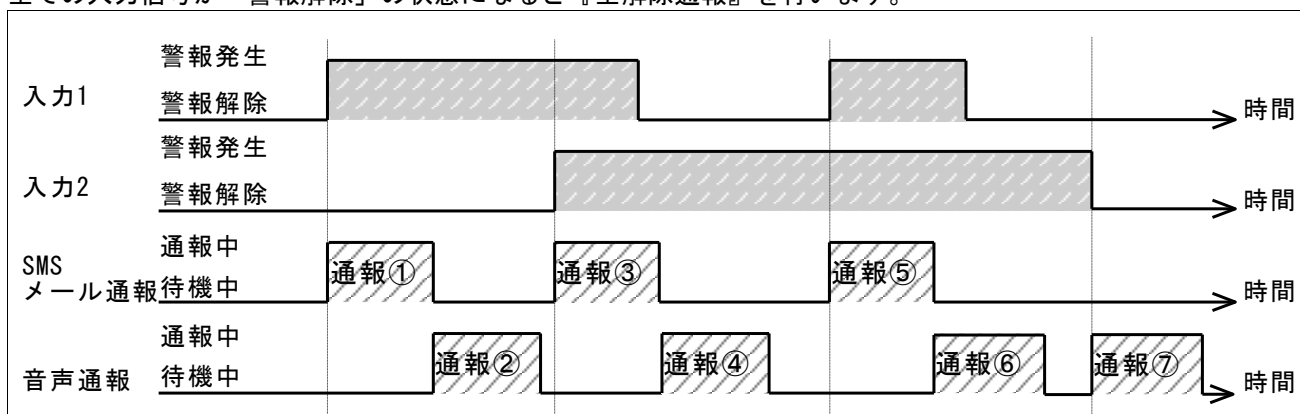 全ての入力信号が「警報解除」の状態になると『全解除通報』を行います。
警報発生
入力1
警報解除
時間
警報発生
入力2
警報解除
時間
通報中
SMS
メール通報
待機中
通報①
通報③
通報⑤
時間
通報中
音声通報
待機中
通報②
通報④
通報⑥
通報⑦
時間